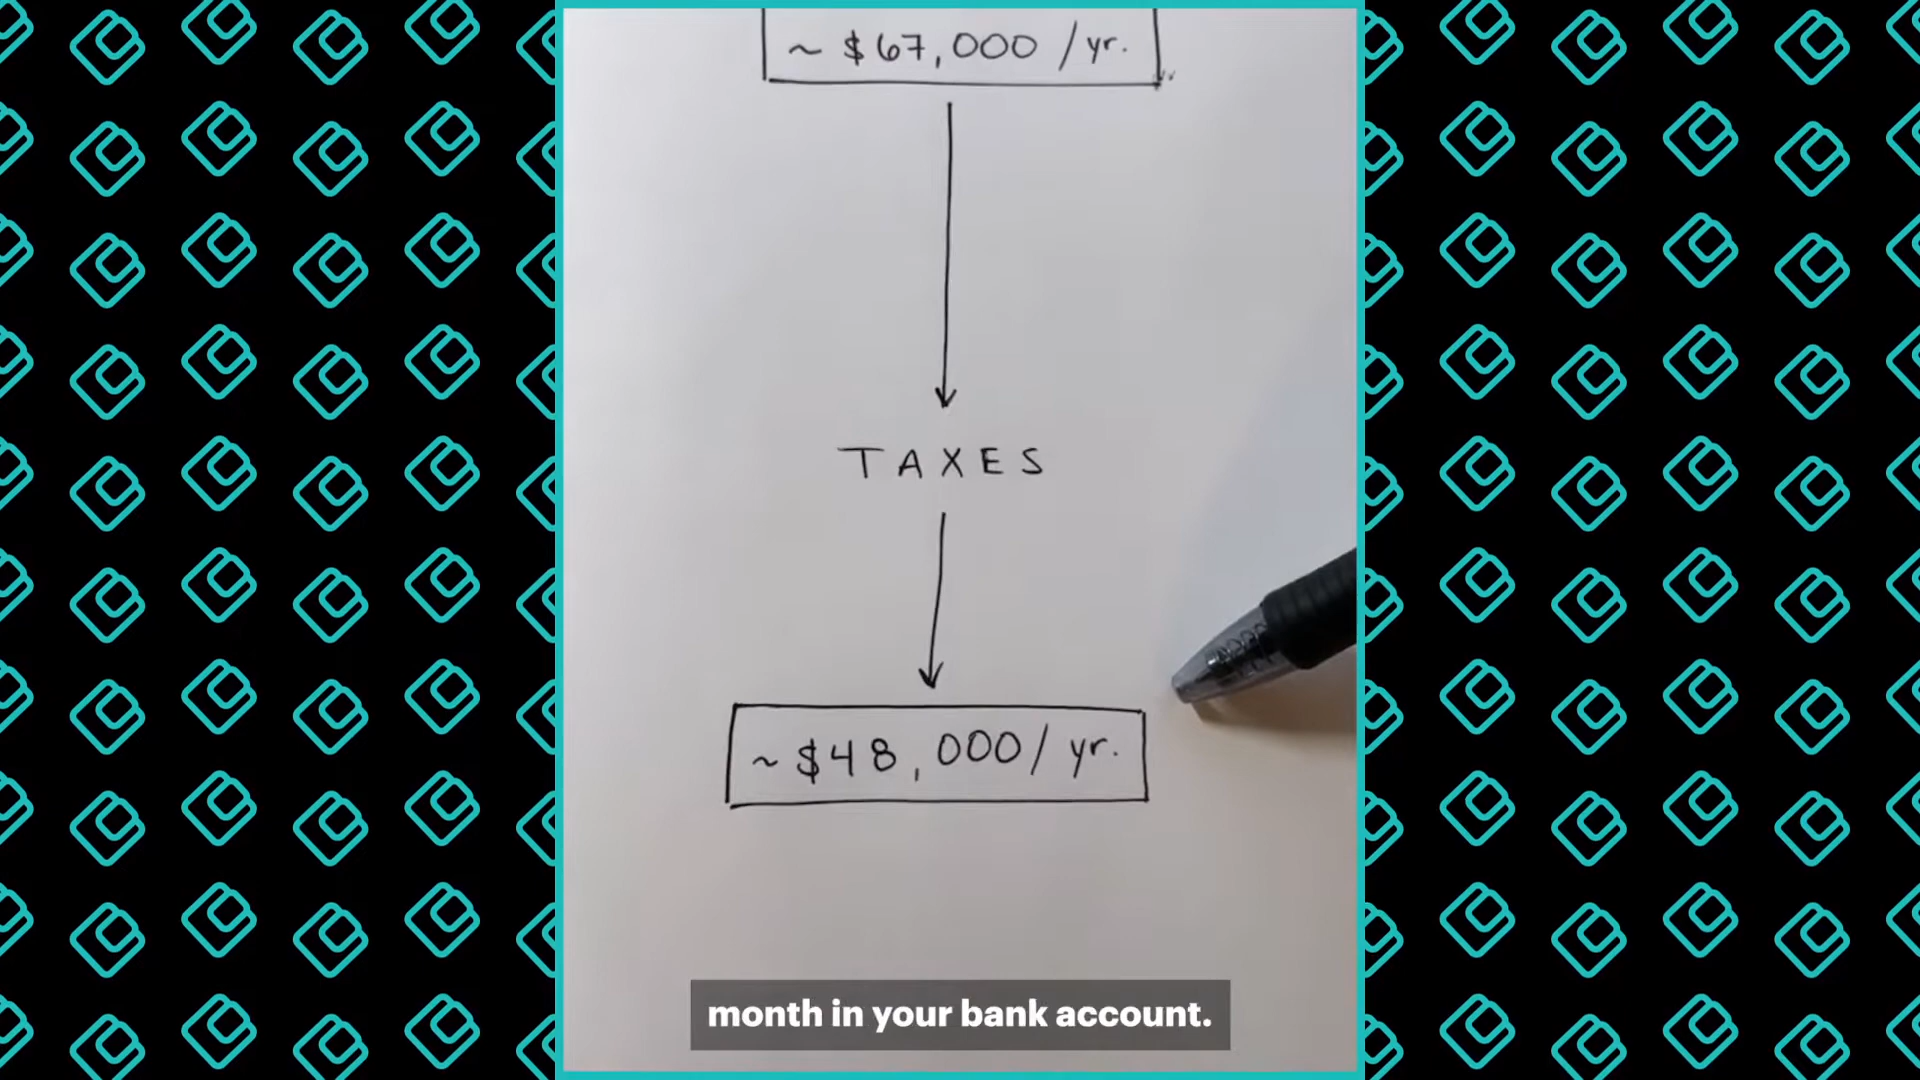 ~ $67,000 /yr.
TAXES
~ $48,000/ yr.
month in your bank account.